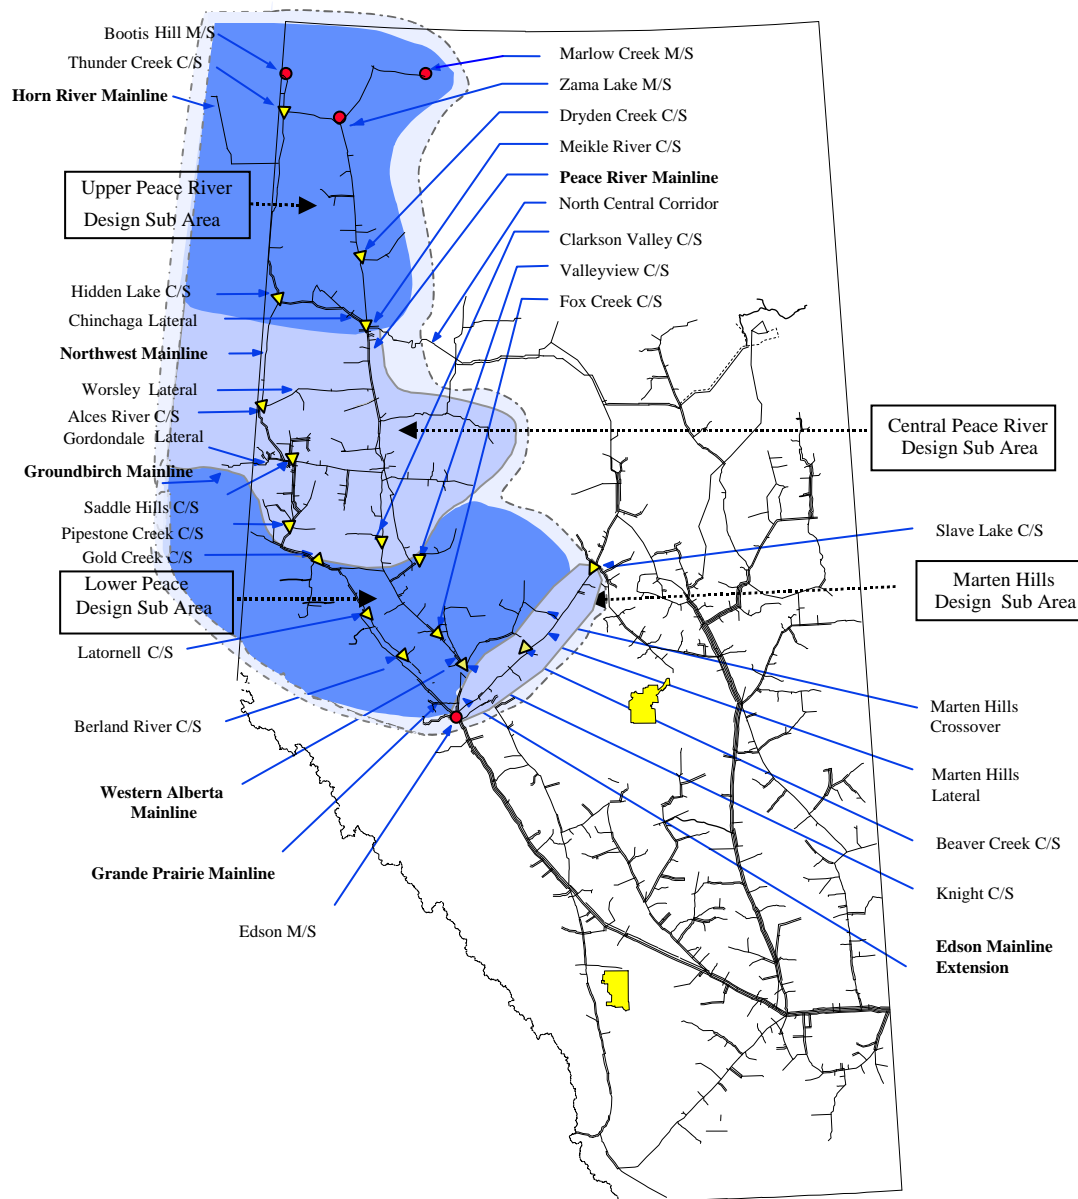 Bootis Hill M/S
Thunder Creek C/S
Horn River Mainline
Upper Peace River
Design Sub Area
Hidden Lake C/S
Chinchaga Lateral
Northwest Mainline
Worsley Lateral
Alces River C/S
Gordondale Lateral
Groundbirch Mainline
Saddle Hills C/S
Pipestone Creek C/S
Gold Creek C/S
Lower Peace
Design Sub Area
Latornell C/S
Berland River C/S
Western Alberta
Mainline
Grande Prairie Mainline
Edson M/S
Marlow Creek M/S
Zama Lake M/S
Dryden Creek C/S
Meikle River C/S
Peace River Mainline
North Central Corridor
Clarkson Valley C/S
Valleyview C/S
Fox Creek C/S
Central Peace River
Design Sub Area
Slave Lake C/S
Marten Hills
Design Sub Area
Marten Hills
Crossover
Marten Hills
Lateral
Beaver Creek C/S
Knight C/S
Edson Mainline
Extension